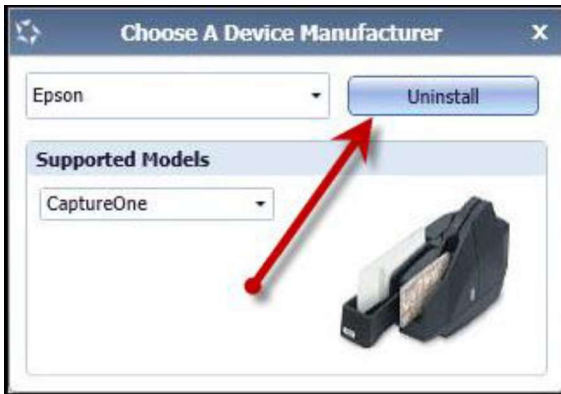 Choose A Device Manufacturer
Epson
Uninstall
Supported Models
CaptureOne